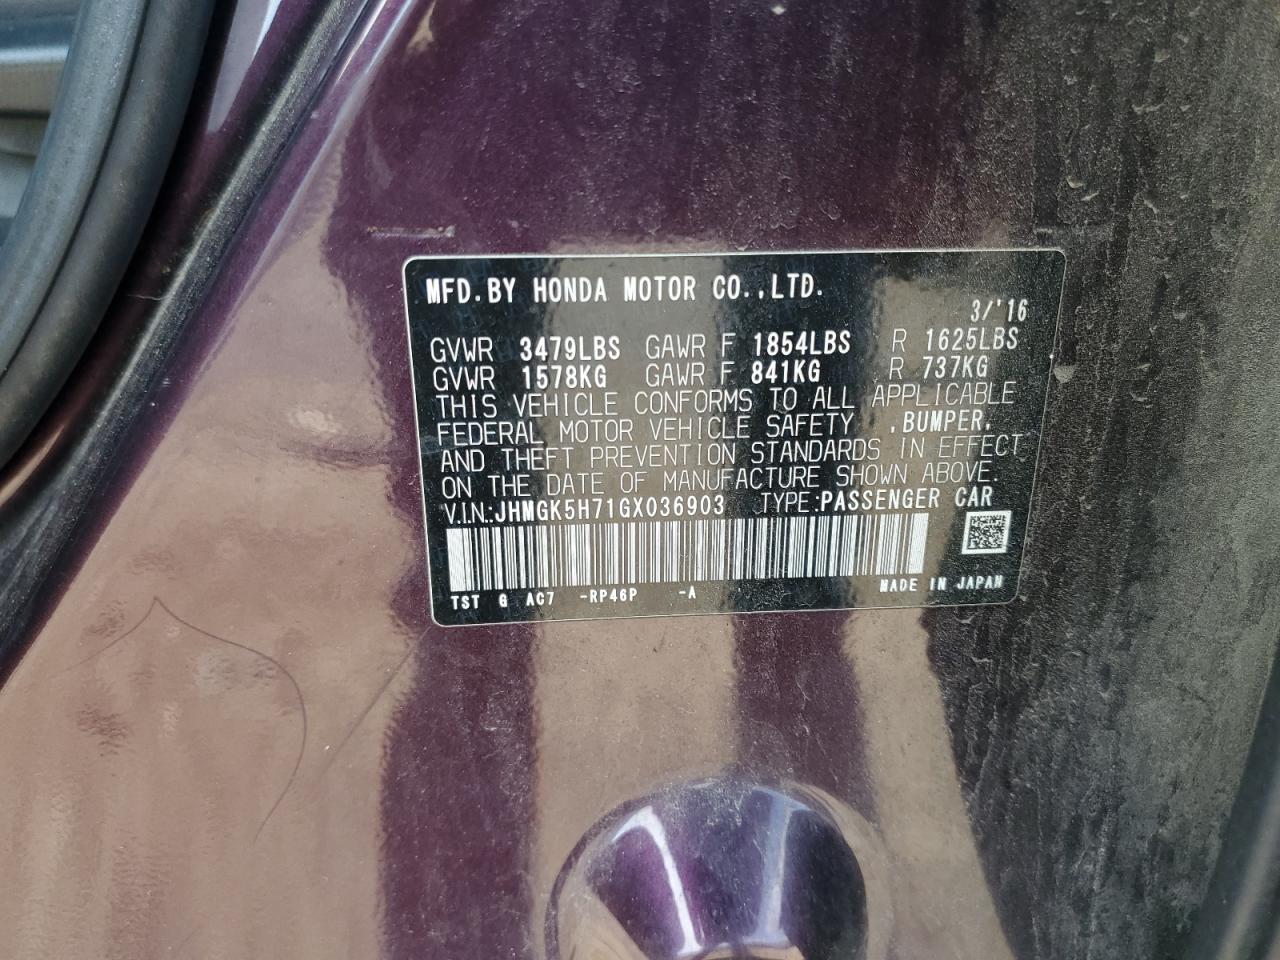 MFD.BY HONDA MOTOR CO.,LTD.
3/'16
GVWR 3479LBS GAWR F 1854LBS R 1625LBS
GVWR 1578KG GAWR F 841KG R 737KG
THIS VEHICLE CONFORMS TO ALL APPLICABLE
FEDERAL MOTOR VEHICLE SAFETY ,BUMPER,
AND THEFT PREVENTION STANDARDS IN EFFECT
ON THE DATE OF MANUFACTURE SHOWN ABOVE.
V.I.N.:JHMGK5H71GX036903 TYPE:PASSENGER CAR
TST G AC7 -RP46P -A MADE IN JAPAN